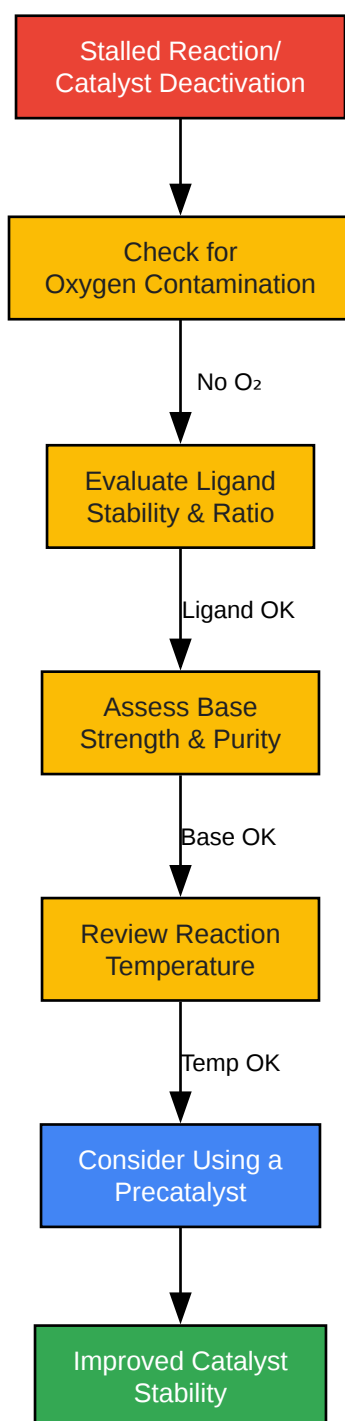 Stalled Reaction/
Catalyst Deactivation
Check for
Oxygen Contamination
No O₂
Evaluate Ligand
Stability & Ratio
Ligand OK
Assess Base
Strength & Purity
Base OK
Review Reaction
Temperature
Temp OK
Consider Using a
Precatalyst
Improved Catalyst
Stability